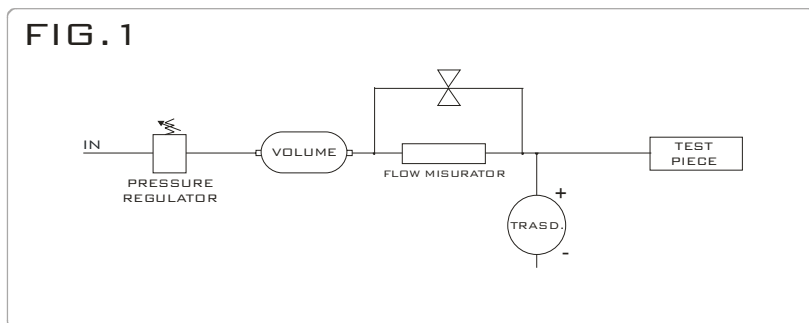 FIG.1
IN
PRESSURE
REGULATOR
VOLUME
FLOW MISURATOR
TEST
PIECE
+
TRASD.
-